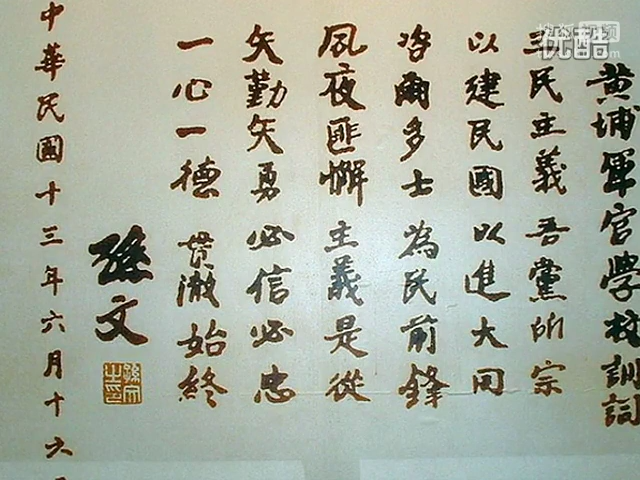 黃埔軍官學校訓詞
三民主義吾黨所宗
以建民國以進大同
咨爾多士為民前鋒
夙夜匪懈主義是從
矢勤矢勇必信必忠
一心一德貫澈始終
孫文
中華民國十三年六月十六
优酷